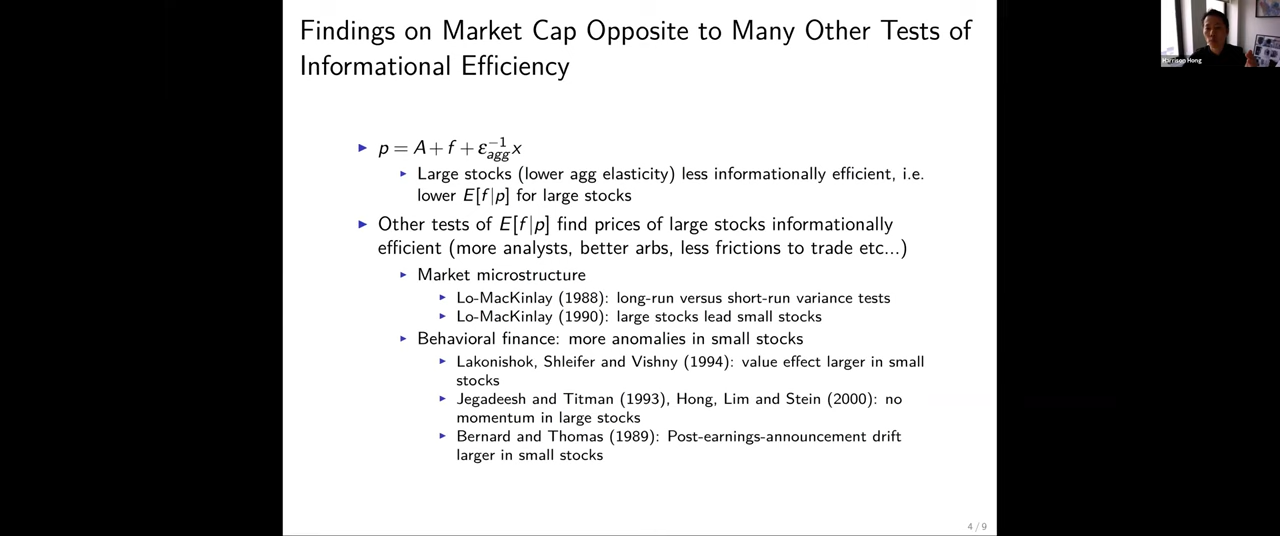 Findings on Market Cap Opposite to Many Other Tests of
Informational Efficiency
Harrison Hong
▶ p = A + f + ε⁻¹agg x
▶ Large stocks (lower agg elasticity) less informationally efficient, i.e.
lower E[f|p] for large stocks
▶ Other tests of E[f|p] find prices of large stocks informationally
efficient (more analysts, better arbs, less frictions to trade etc...)
▶ Market microstructure
▶ Lo-MacKinlay (1988): long-run versus short-run variance tests
▶ Lo-MacKinlay (1990): large stocks lead small stocks
▶ Behavioral finance: more anomalies in small stocks
▶ Lakonishok, Shleifer and Vishny (1994): value effect larger in small
stocks
▶ Jegadeesh and Titman (1993), Hong, Lim and Stein (2000): no
momentum in large stocks
▶ Bernard and Thomas (1989): Post-earnings-announcement drift
larger in small stocks
4 / 9